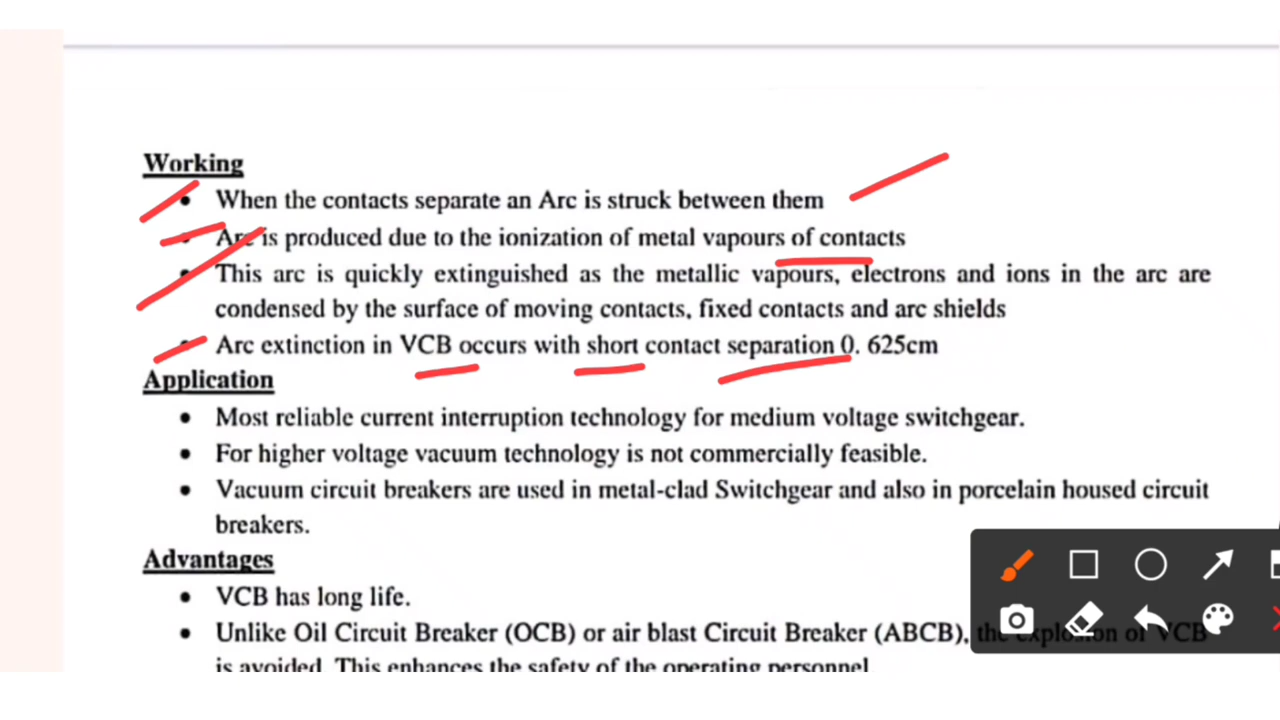 Working
• When the contacts separate an Arc is struck between them
• Arc is produced due to the ionization of metal vapours of contacts
• This arc is quickly extinguished as the metallic vapours, electrons and ions in the arc are
condensed by the surface of moving contacts, fixed contacts and arc shields
• Arc extinction in VCB occurs with short contact separation 0. 625cm
Application
• Most reliable current interruption technology for medium voltage switchgear.
• For higher voltage vacuum technology is not commercially feasible.
• Vacuum circuit breakers are used in metal-clad Switchgear and also in porcelain housed circuit
breakers.
Advantages
• VCB has long life.
• Unlike Oil Circuit Breaker (OCB) or air blast Circuit Breaker (ABCB), the explosion of VCB
is avoided. This enhances the safety of the operating personnel.